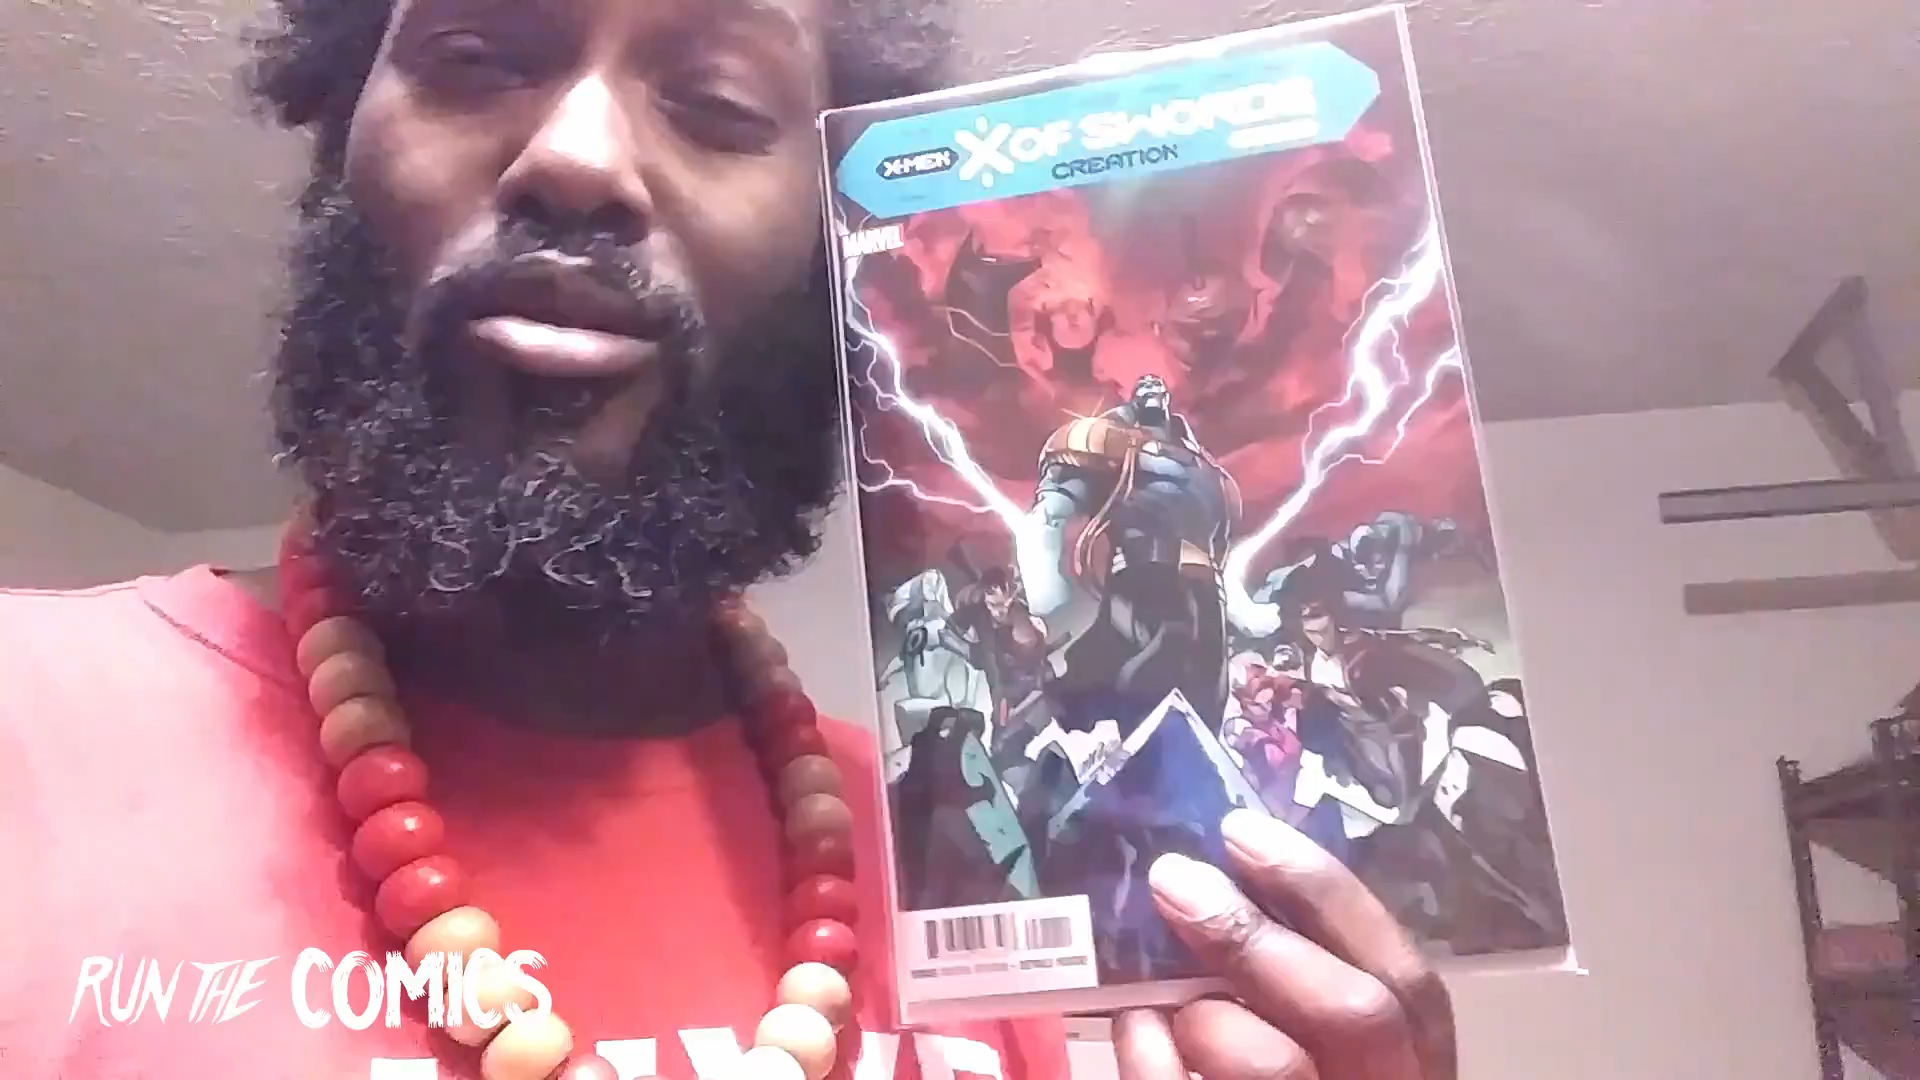 X-MEN X OF SWORDS
CREATION
MARVEL
RUN THE COMICS